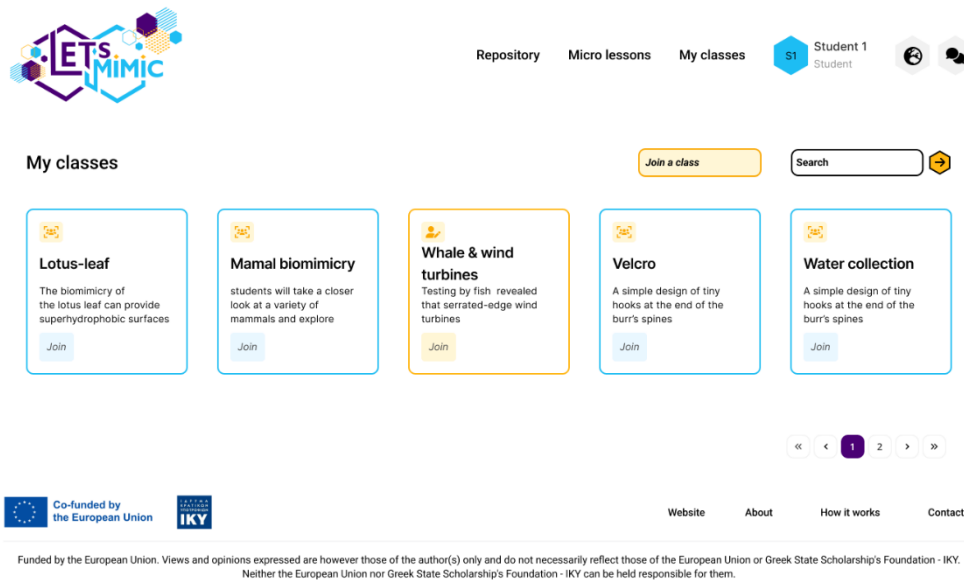 LET'S
MiMiC
Repository
Micro lessons
My classes
S1
Student 1
Student
My classes
Join a class
Search
Lotus-leaf
The biomimicry of
the lotus leaf can provide
superhydrophobic surfaces
Join
Mamal biomimicry
students will take a closer
look at a variety of
mammals and explore
Join
Whale & wind
turbines
Testing by fish revealed
that serrated-edge wind
turbines
Join
Velcro
A simple design of tiny
hooks at the end of the
burr's spines
Join
Water collection
A simple design of tiny
hooks at the end of the
burr's spines
Join
« ‹ 1 2 › »
Co-funded by
the European Union
IKY
Website
About
How it works
Contact
Funded by the European Union. Views and opinions expressed are however those of the author(s) only and do not necessarily reflect those of the European Union or Greek State Scholarship's Foundation - IKY.
Neither the European Union nor Greek State Scholarship's Foundation - IKY can be held responsible for them.